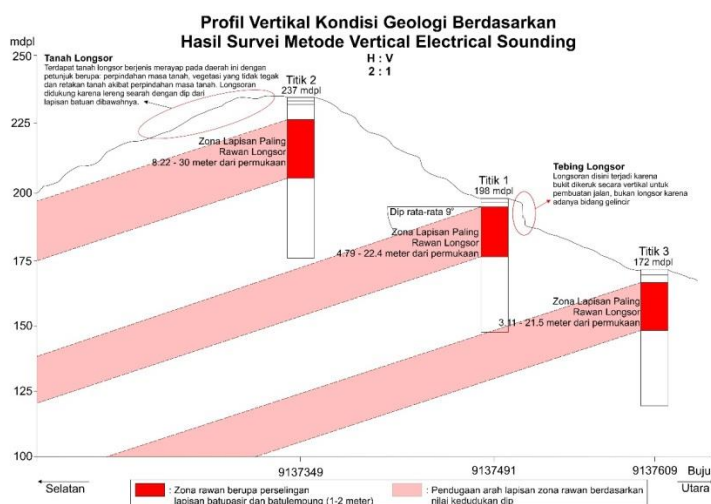 Profil Vertikal Kondisi Geologi Berdasarkan
Hasil Survei Metode Vertical Electrical Sounding
H : V
2 : 1
mdpl
250
225
200
175
150
125
100
Tanah Longsor
Terdapat tanah longsor berjenis merayap pada daerah ini dengan
petunjuk berupa: perpindahan masa tanah, vegetasi yang tidak tegak
dan retakan tanah akibat perpindahan masa tanah. Longsoran
didukung karena lereng searah dengan dip dari
lapisan batuan dibawahnya.
Titik 2
237 mdpl
Zona Lapisan Paling
Rawan Longsor
8.22 - 30 meter dari permukaan
Titik 1
198 mdpl
Dip rata-rata 9°
Zona Lapisan Paling
Rawan Longsor
4.79 - 22.4 meter dari permukaan
Tebing Longsor
Longsoran disini terjadi karena
bukit dikeruk secara vertikal untuk
pembuatan jalan, bukan longsor karena
adanya bidang gelincir
Titik 3
172 mdpl
Zona Lapisan Paling
Rawan Longsor
3.11 - 21.5 meter dari permukaan
9137349
9137491
9137609
Buju
Selatan
Utara
: Zona rawan berupa perselingan
lapisan batupasir dan batulempung (1-2 meter)
: Pendugaan arah lapisan zona rawan berdasarkan
nilai kedudukan dip